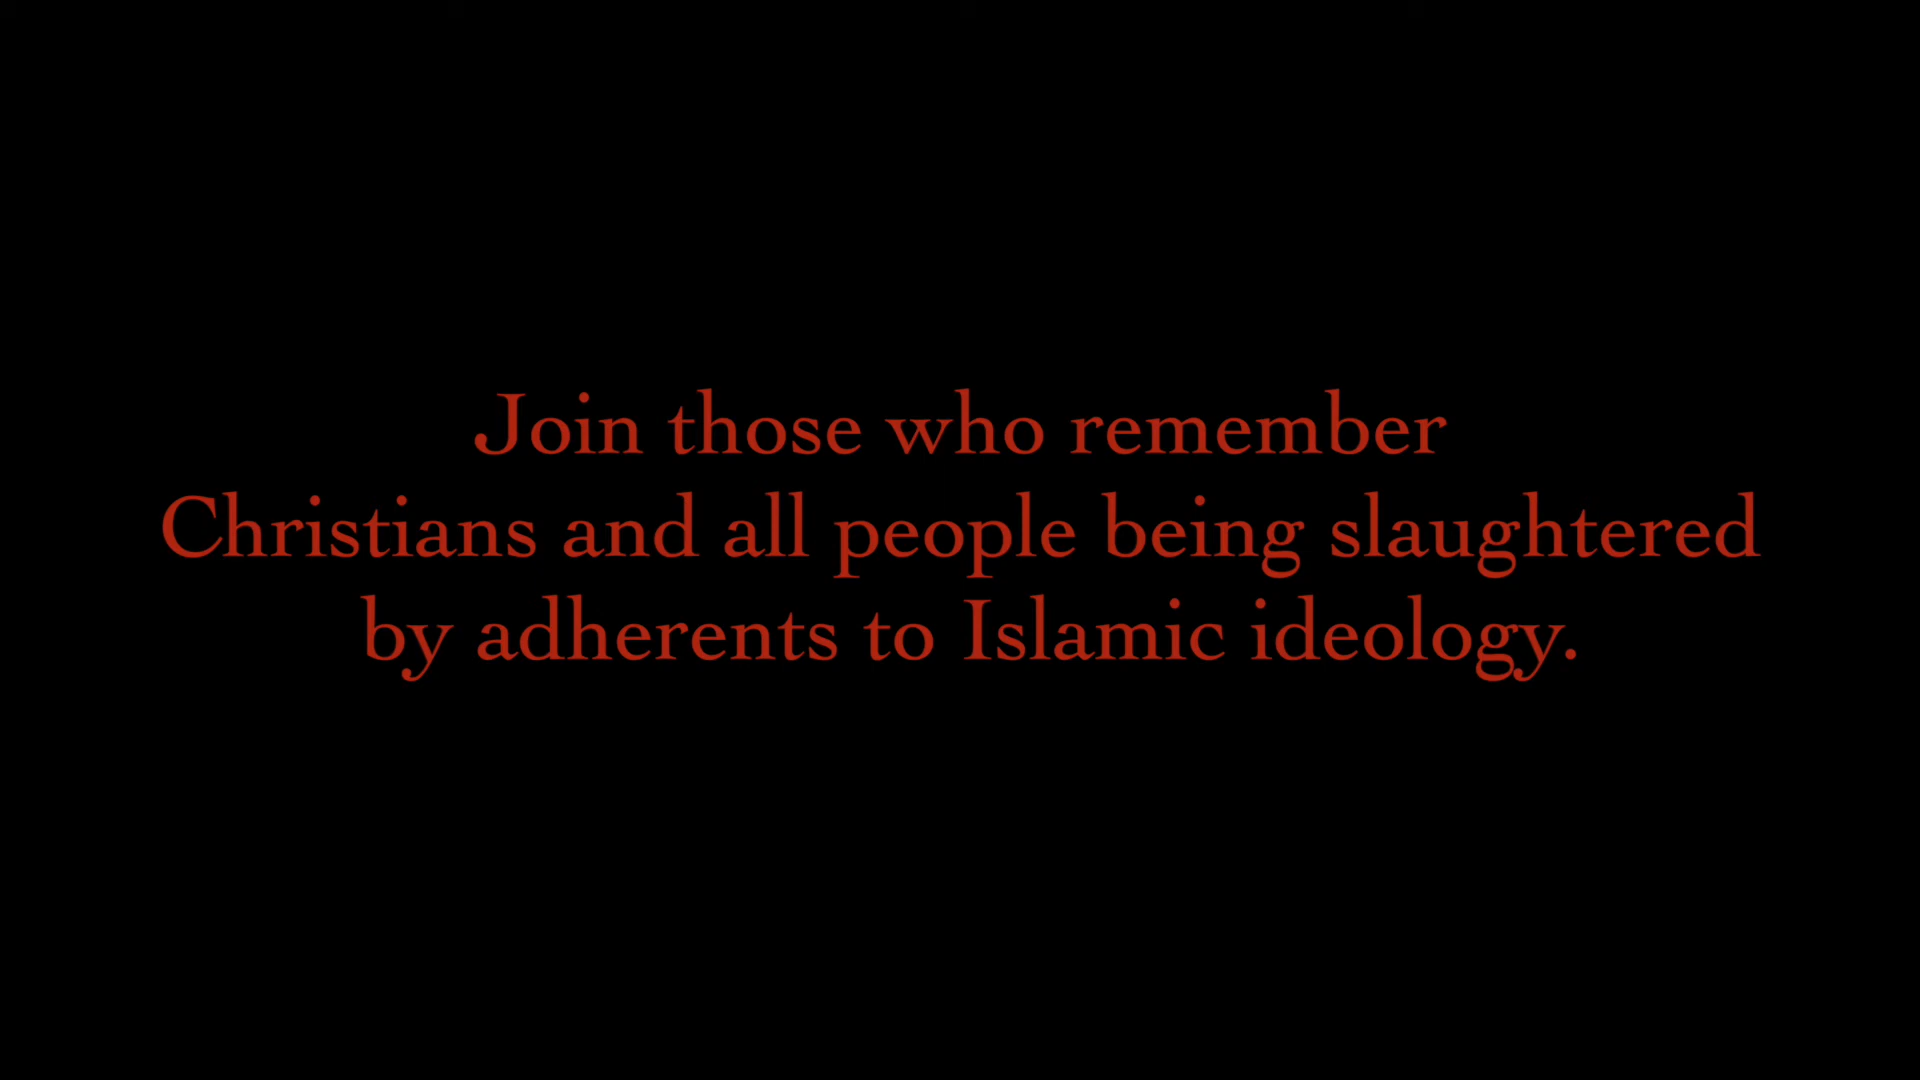 Join those who remember
Christians and all people being slaughtered
by adherents to Islamic ideology.